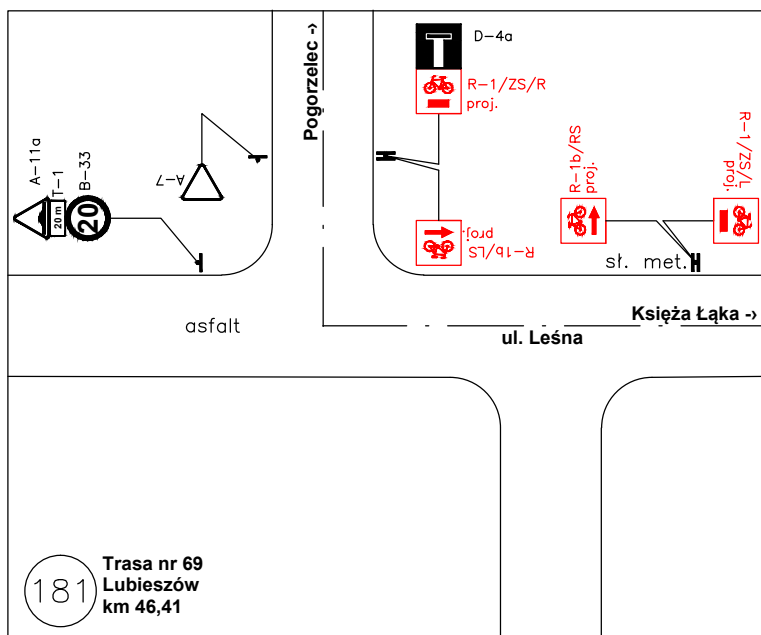 Pogorzelec ->
D-4a
R-1/ZS/R
proj.
A-11a
T-1
B-33
20 m
20
A-7
R-1b/LS
proj.
R-1b/RS
proj.
R-1/ZS/L
proj.
sł. met.
asfalt
Księża Łąka ->
ul. Leśna
181
Trasa nr 69
Lubieszów
km 46,41